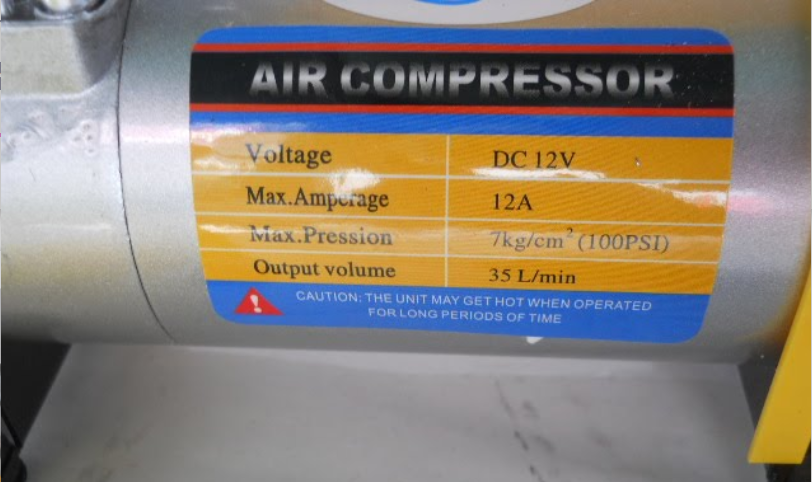 AIR COMPRESSOR
Voltage DC 12V
Max.Amperage 12A
Max.Pression 7kg/cm² (100PSI)
Output volume 35 L/min
CAUTION: THE UNIT MAY GET HOT WHEN OPERATED
FOR LONG PERIODS OF TIME